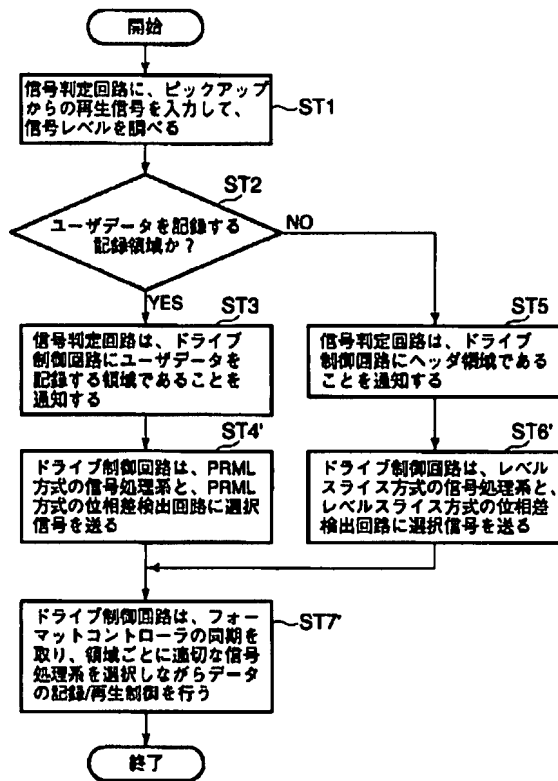 開始
信号判定回路に、ピックアップ
からの再生信号を入力して、
信号レベルを調べる
ST1
ST2
ユーザデータを記録する
記録領域か？
NO
YES
ST3
信号判定回路は、ドライブ
制御回路にユーザデータを
記録する領域であることを
通知する
ST5
信号判定回路は、ドライブ
制御回路にヘッダ領域である
ことを通知する
ST4'
ドライブ制御回路は、PRML
方式の信号処理系と、PRML
方式の位相差検出回路に選択
信号を送る
ST6'
ドライブ制御回路は、レベル
スライス方式の信号処理系と、
レベルスライス方式の位相差
検出回路に選択信号を送る
ST7'
ドライブ制御回路は、フォー
マットコントローラの同期を
取り、領域ごとに適切な信号
処理系を選択しながらデータ
の記録/再生制御を行う
終了